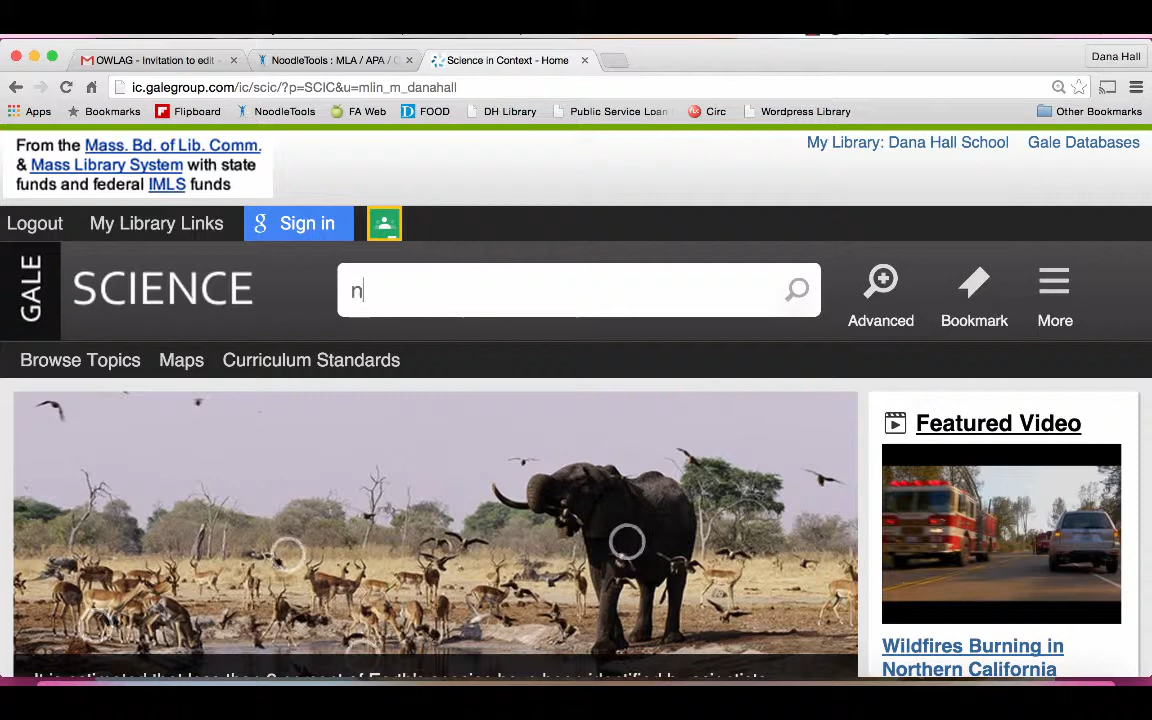 OWLAG - Invitation to edit -
NoodleTools : MLA / APA / C
Science in Context - Home
Dana Hall
ic.galegroup.com/ic/scic/?p=SCIC&u=mlin_m_danahall
Apps Bookmarks Flipboard NoodleTools FA Web FOOD DH Library Public Service Loan Circ Wordpress Library Other Bookmarks
From the Mass. Bd. of Lib. Comm.
& Mass Library System with state
funds and federal IMLS funds
My Library: Dana Hall School Gale Databases
Logout My Library Links Sign in
GALE SCIENCE
n
Advanced Bookmark More
Browse Topics Maps Curriculum Standards
Featured Video
Wildfires Burning in
Northern California